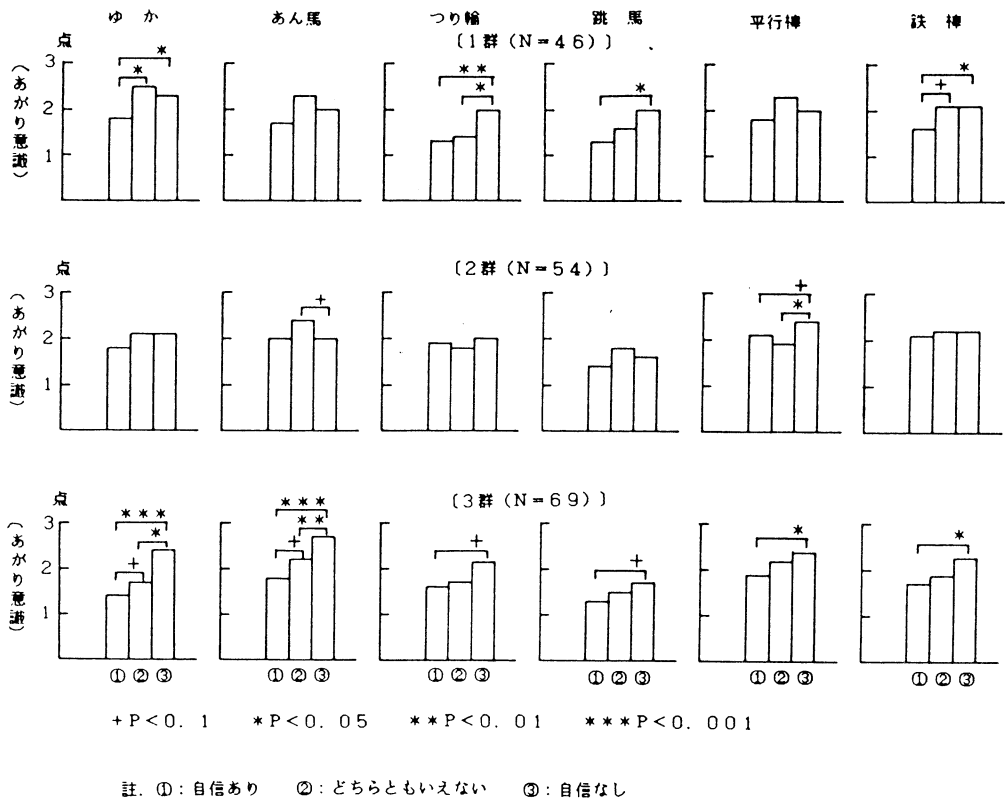 ゆか あん馬 つり輪 跳馬 平行棒 鉄棒
点 〔1群(N=46)〕
3 2 1
(あがり意識)
* *
** *
*
+ *
点 〔2群(N=54)〕
3 2 1
(あがり意識)
+
+ *
点 〔3群(N=69)〕
3 2 1
(あがり意識)
*** * +
*** ** +
+
+
*
*
①②③ ①②③ ①②③ ①②③ ①②③ ①②③
+P<0.1 *P<0.05 **P<0.01 ***P<0.001
註. ①:自信あり ②:どちらともいえない ③:自信なし